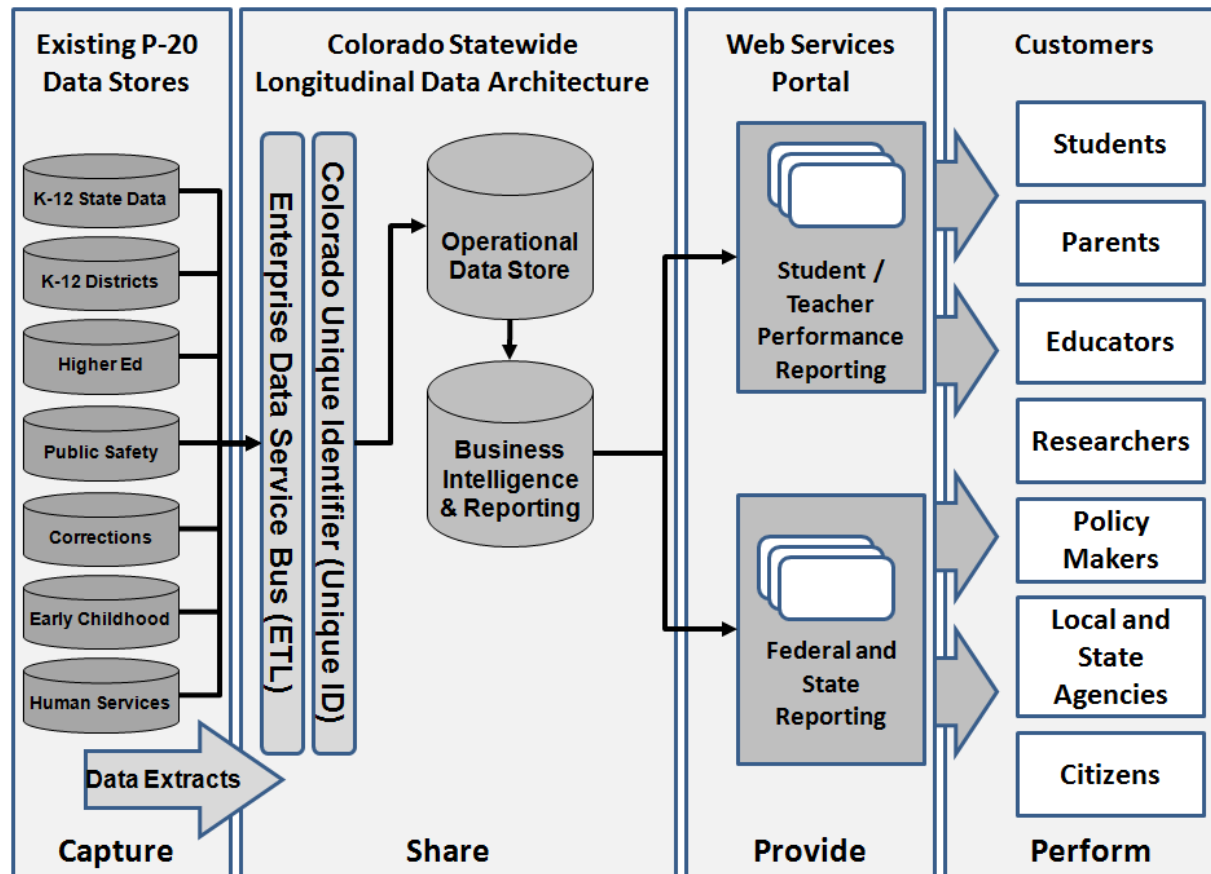 Existing P-20
Data Stores
K-12 State Data
K-12 Districts
Higher Ed
Public Safety
Corrections
Early Childhood
Human Services
Data Extracts
Capture
Colorado Statewide
Longitudinal Data Architecture
Enterprise Data Service Bus (ETL)
Colorado Unique Identifier (Unique ID)
Operational
Data Store
Business
Intelligence
& Reporting
Share
Web Services
Portal
Student /
Teacher
Performance
Reporting
Federal and
State
Reporting
Provide
Customers
Students
Parents
Educators
Researchers
Policy
Makers
Local and
State
Agencies
Citizens
Perform